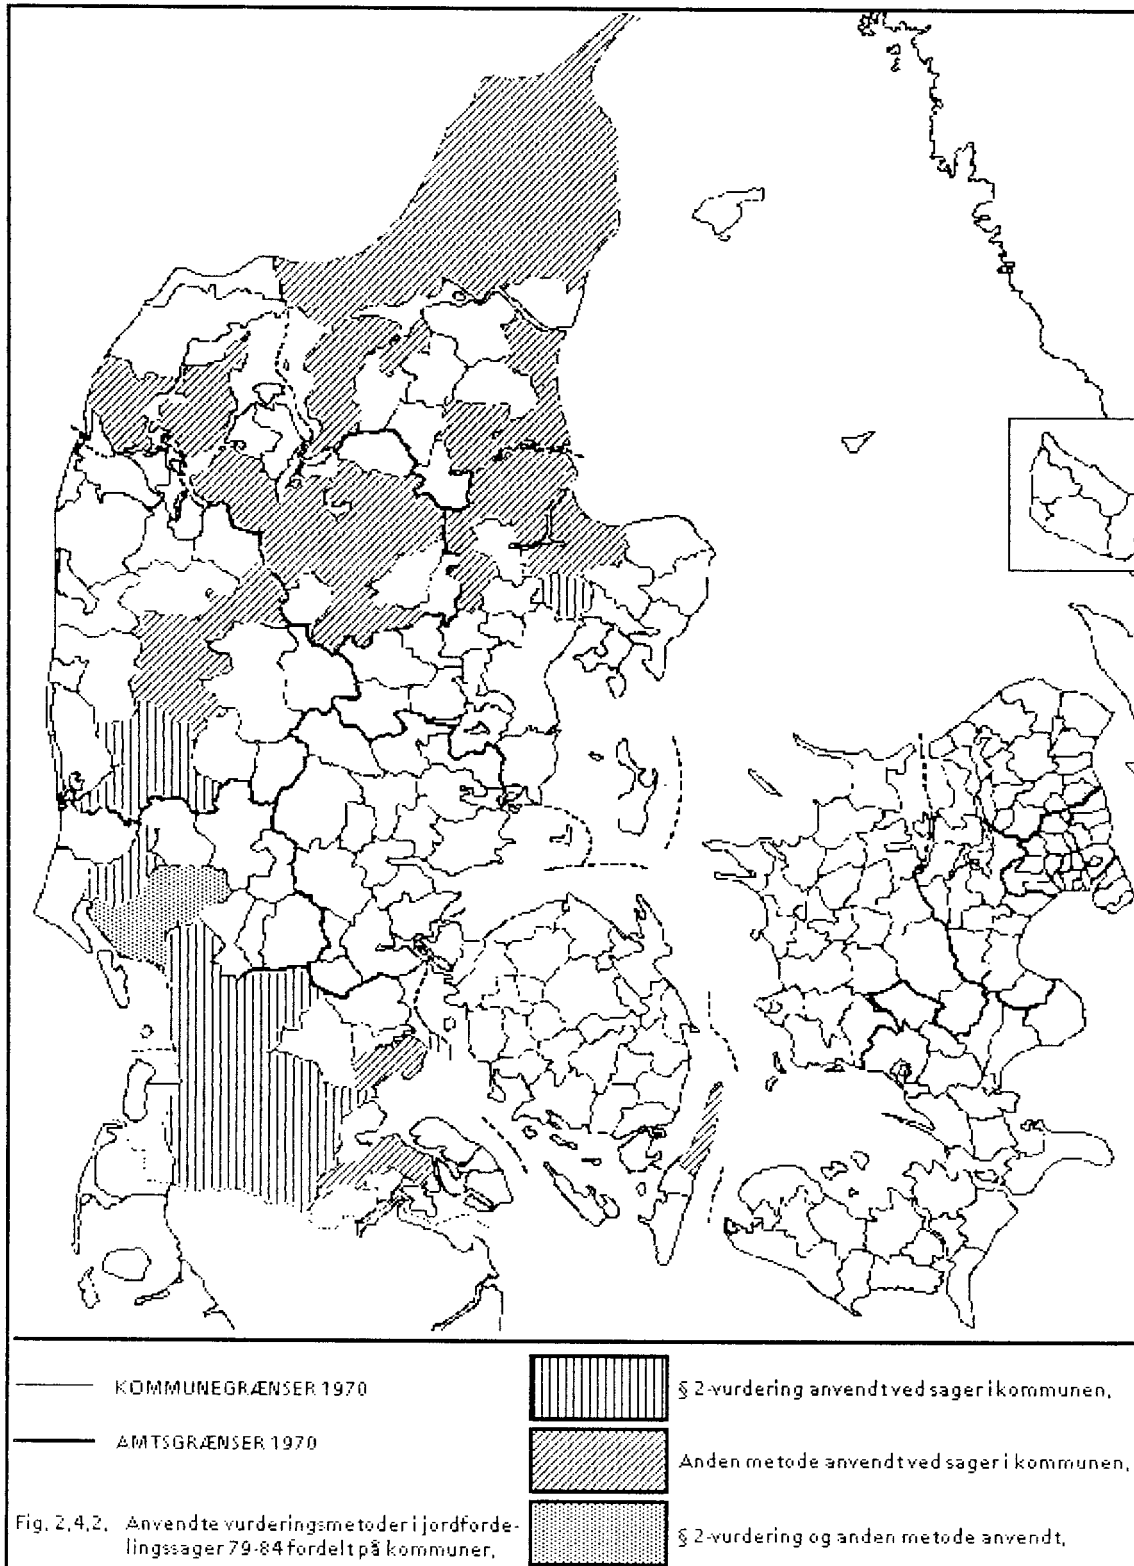 KOMMUNEGRÆNSER 1970
AMTSGRÆNSER 1970
Fig. 2,4,2, Anvendte vurderingsmetoder i jordforde-
lingssager 79-84 fordelt på kommuner,
§ 2-vurdering anvendt ved sager i kommunen,
Anden metode anvendt ved sager i kommunen,
§ 2-vurdering og anden metode anvendt,